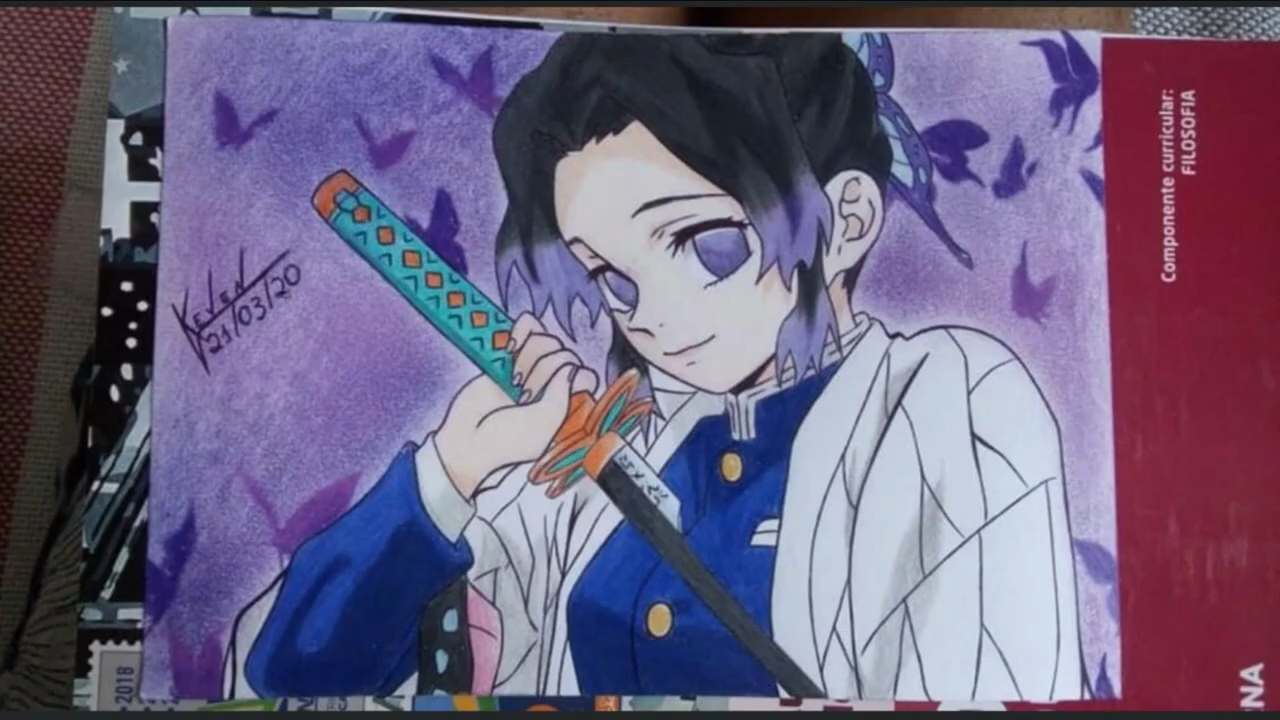 KEVEN
21/03/20
Componente curricular:
FILOSOFIA
2018
NA